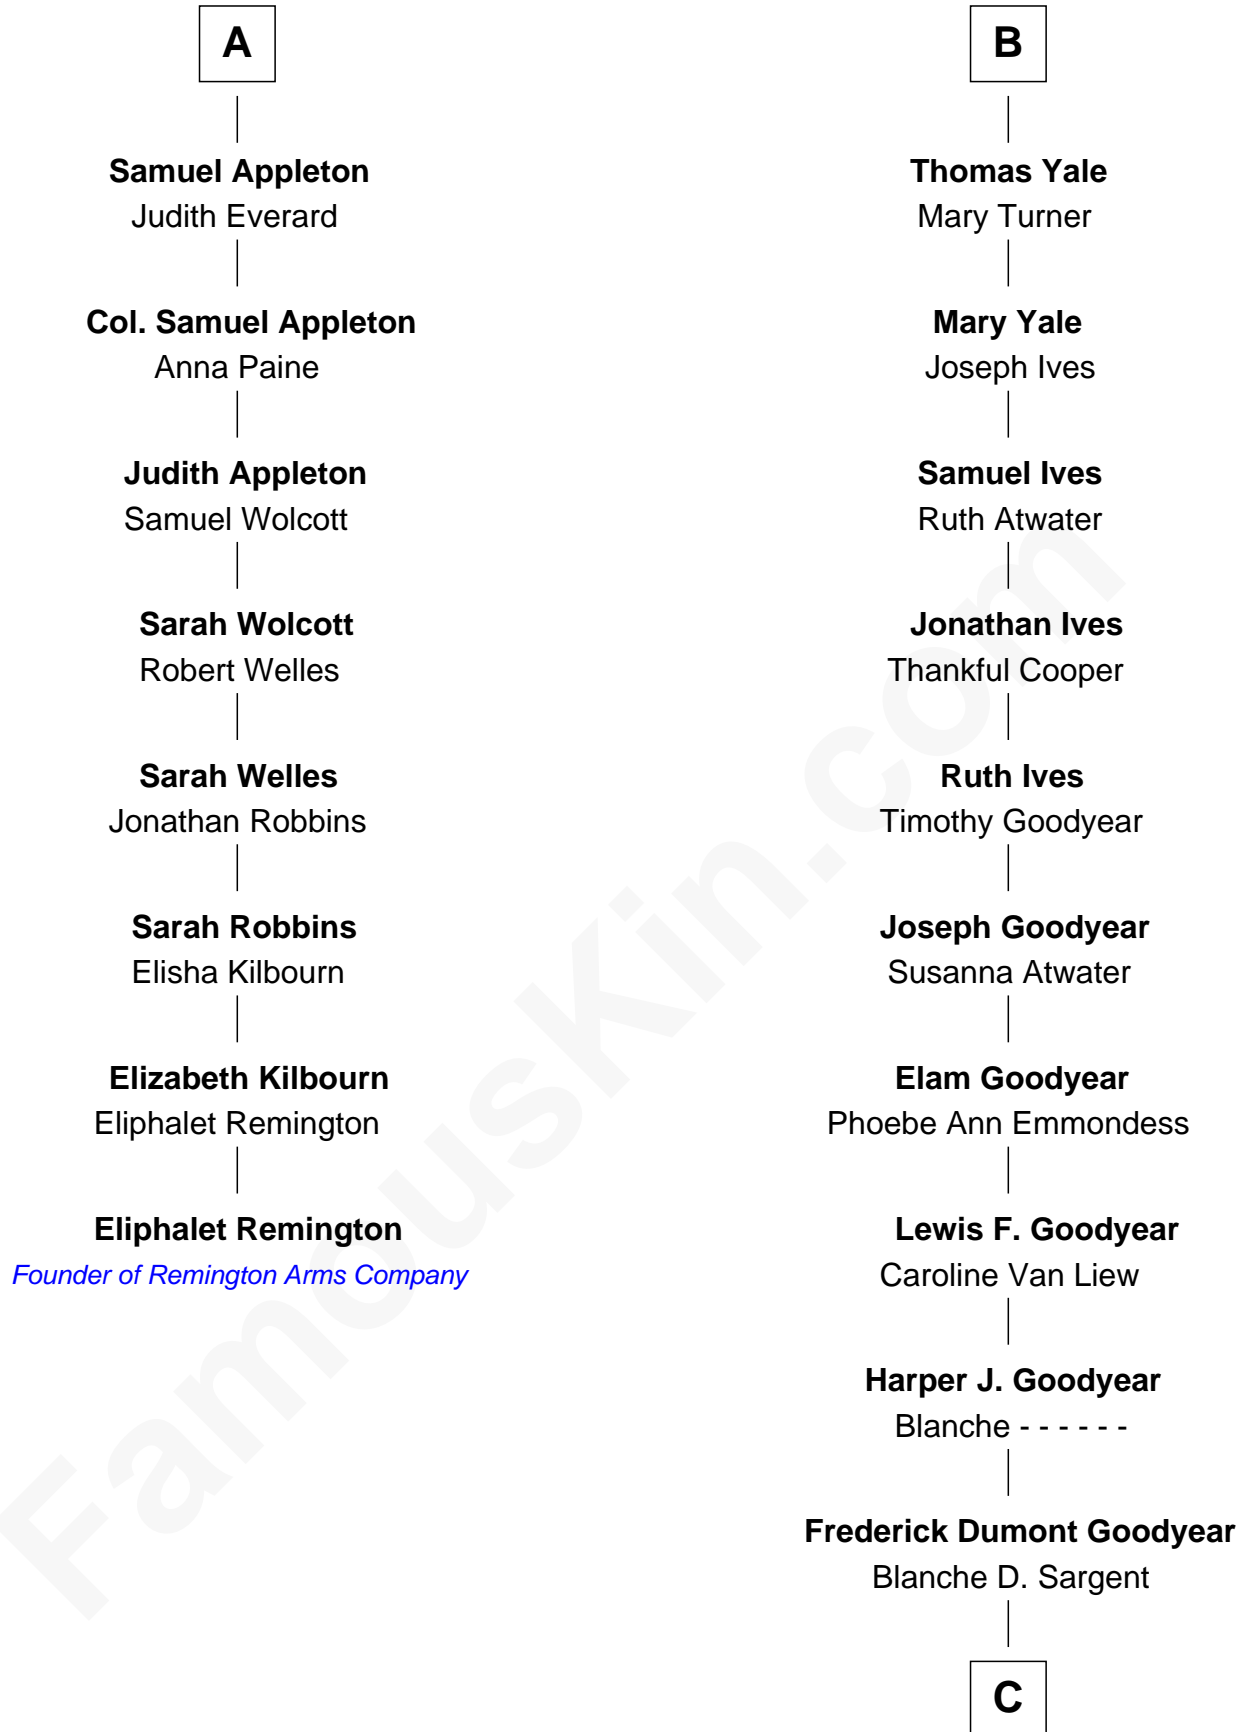 A
Samuel Appleton
Judith Everard
Col. Samuel Appleton
Anna Paine
Judith Appleton
Samuel Wolcott
Sarah Wolcott
Robert Welles
Sarah Welles
Jonathan Robbins
Sarah Robbins
Elisha Kilbourn
Elizabeth Kilbourn
Eliphalet Remington
Eliphalet Remington
Founder of Remington Arms Company
B
Thomas Yale
Mary Turner
Mary Yale
Joseph Ives
Samuel Ives
Ruth Atwater
Jonathan Ives
Thankful Cooper
Ruth Ives
Timothy Goodyear
Joseph Goodyear
Susanna Atwater
Elam Goodyear
Phoebe Ann Emmondess
Lewis F. Goodyear
Caroline Van Liew
Harper J. Goodyear
Blanche - - - - - -
Frederick Dumont Goodyear
Blanche D. Sargent
C
FamousKin.com